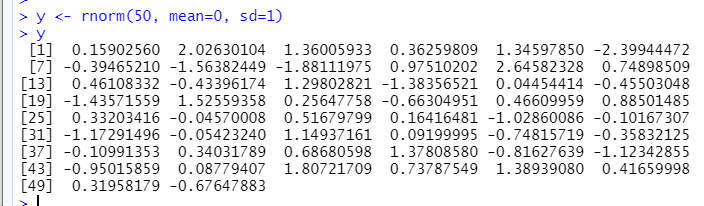 > y <- rnorm(50, mean=0, sd=1)
> y
[1] 0.15902560 2.02630104 1.36005933 0.36259809 1.34597850 -2.39944472
[7] -0.39465210 -1.56382449 -1.88111975 0.97510202 2.64582328 0.74898509
[13] 0.46108332 -0.43396174 1.29802821 -1.38356521 0.04454414 -0.45503048
[19] -1.43571559 1.52559358 0.25647758 -0.66304951 0.46609959 0.88501485
[25] 0.33203416 -0.04570008 0.51679799 0.16416481 -1.02860086 -0.10167307
[31] -1.17291496 -0.05423240 1.14937161 0.09199995 -0.74815719 -0.35832125
[37] -0.10991353 0.34031789 0.68680598 1.37808580 -0.81627639 -1.12342855
[43] -0.95015859 0.08779407 1.80721709 0.73787549 1.38939080 0.41659998
[49] 0.31958179 -0.67647883
>